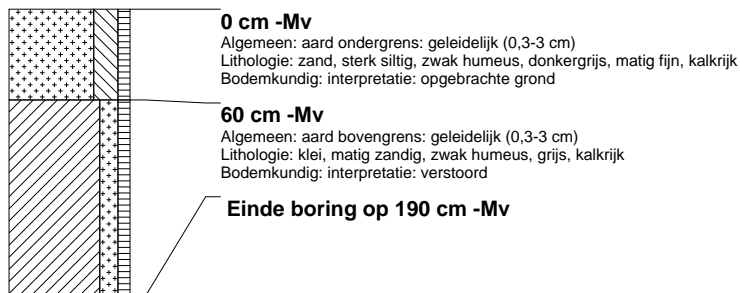 0 cm -Mv
Algemeen: aard ondergrens: geleidelijk (0,3-3 cm)
Lithologie: zand, sterk siltig, zwak humeus, donkergrijs, matig fijn, kalkrijk
Bodemkundig: interpretatie: opgebrachte grond
60 cm -Mv
Algemeen: aard bovengrens: geleidelijk (0,3-3 cm)
Lithologie: klei, matig zandig, zwak humeus, grijs, kalkrijk
Bodemkundig: interpretatie: verstoord
Einde boring op 190 cm -Mv